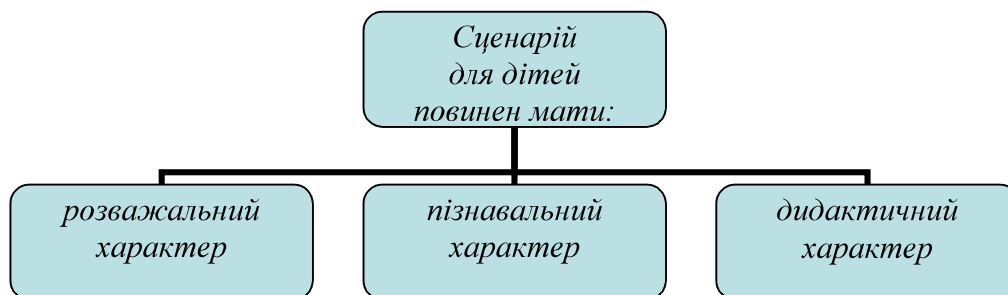 Сценарій
для дітей
повинен мати:
розважальний
характер
пізнавальний
характер
дидактичний
характер